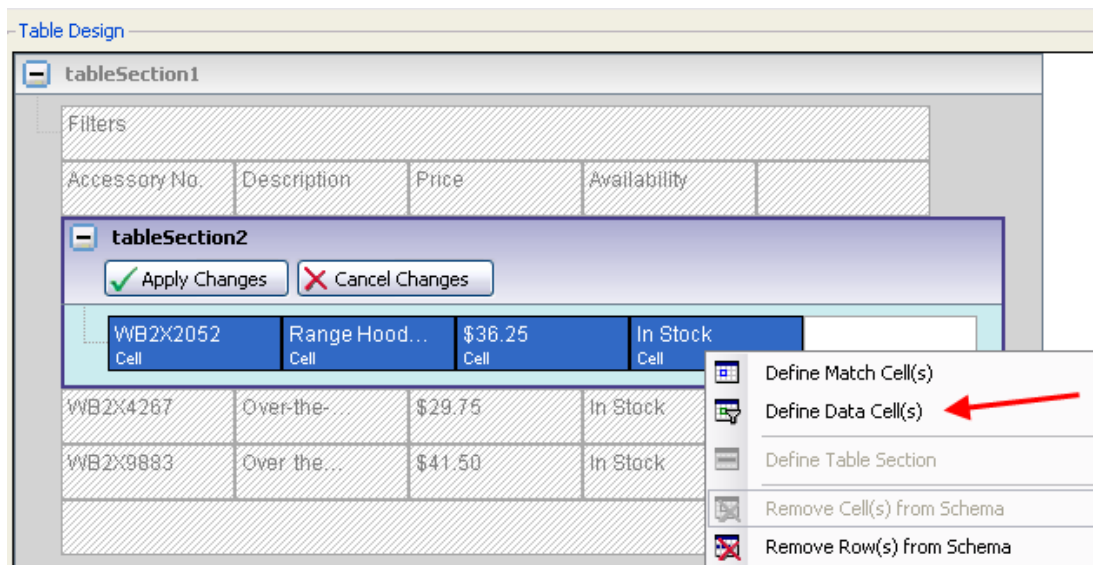 Table Design
tableSection1
Filters
Accessory No. Description Price Availability
tableSection2
Apply Changes Cancel Changes
WB2X2052 Range Hood... $36.25 In Stock
Cell Cell Cell Cell
Define Match Cell(s)
WB2X4267 Over-the-... $29.75 In Stock
Define Data Cell(s)
WB2X9883 Over the... $41.50 In Stock
Define Table Section
Remove Cell(s) from Schema
Remove Row(s) from Schema